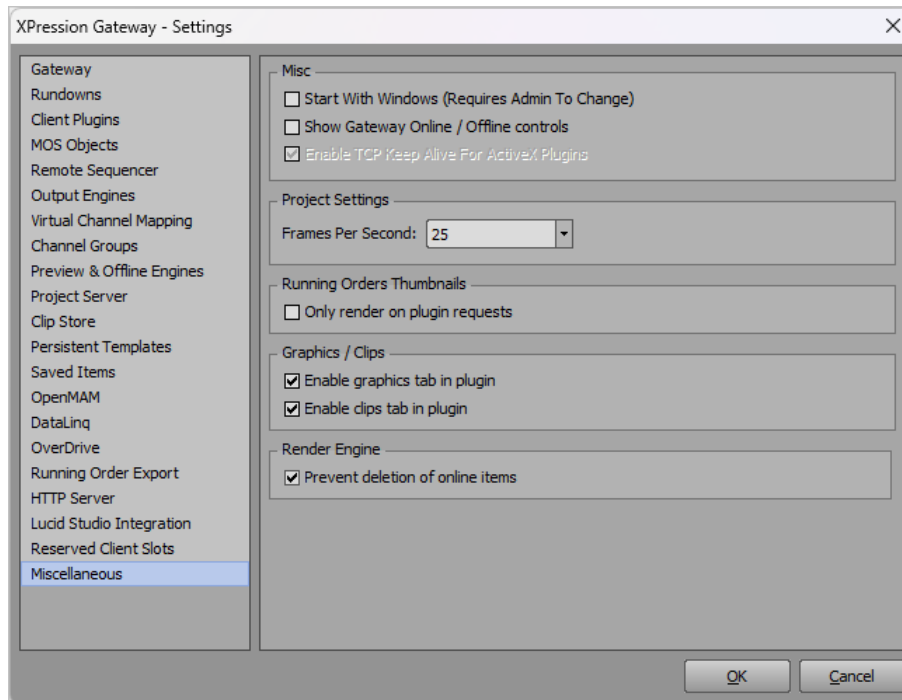 XPression Gateway - Settings
Gateway
Rundowns
Client Plugins
MOS Objects
Remote Sequencer
Output Engines
Virtual Channel Mapping
Channel Groups
Preview & Offline Engines
Project Server
Clip Store
Persistent Templates
Saved Items
OpenMAM
DataLinq
OverDrive
Running Order Export
HTTP Server
Lucid Studio Integration
Reserved Client Slots
Miscellaneous
Misc
Start With Windows (Requires Admin To Change)
Show Gateway Online / Offline controls
Enable TCP Keep Alive For ActiveX Plugins
Project Settings
Frames Per Second: 25
Running Orders Thumbnails
Only render on plugin requests
Graphics / Clips
Enable graphics tab in plugin
Enable clips tab in plugin
Render Engine
Prevent deletion of online items
OK Cancel